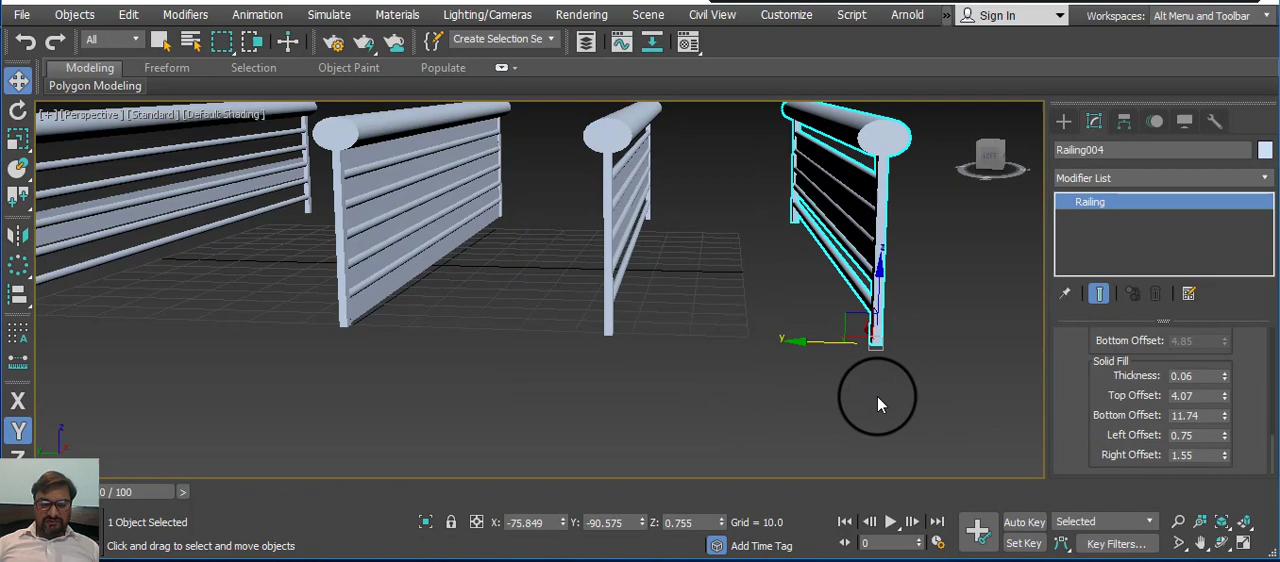 File Objects Edit Modifiers Animation Simulate Materials Lighting/Cameras Rendering Scene Civil View Customize Script Arnold » Sign In Workspaces: Alt Menu and Toolbar
All Create Selection Se
Modeling Freeform Selection Object Paint Populate
Polygon Modeling
[+] [Perspective] [Standard] [Default Shading]
Railing004
Modifier List
Railing
z
y
Bottom Offset: 4.85
Solid Fill
Thickness: 0.06
Top Offset: 4.07
Bottom Offset: 11.74
Left Offset: 0.75
Right Offset: 1.55
X
Y
z
0 / 100 >
1 Object Selected X: -75.849 Y: -90.575 Z: 0.755 Grid = 10.0 Auto Key Selected
Click and drag to select and move objects Add Time Tag 0 Set Key Key Filters...